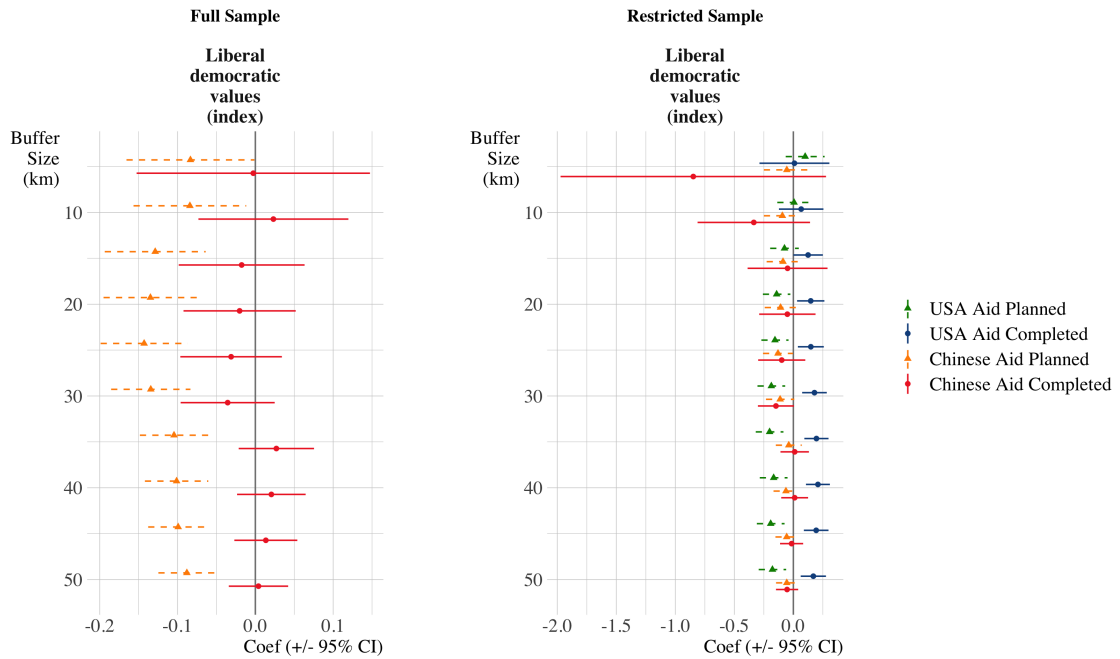 Full Sample
Liberal
democratic
values
(index)
Buffer
Size
(km)
10
20
30
40
50
-0.2
-0.1
0.0
0.1
Coef (+/- 95% CI)
Restricted Sample
Liberal
democratic
values
(index)
Buffer
Size
(km)
10
20
30
40
50
-2.0
-1.5
-1.0
-0.5
0.0
Coef (+/- 95% CI)
USA Aid Planned
USA Aid Completed
Chinese Aid Planned
Chinese Aid Completed